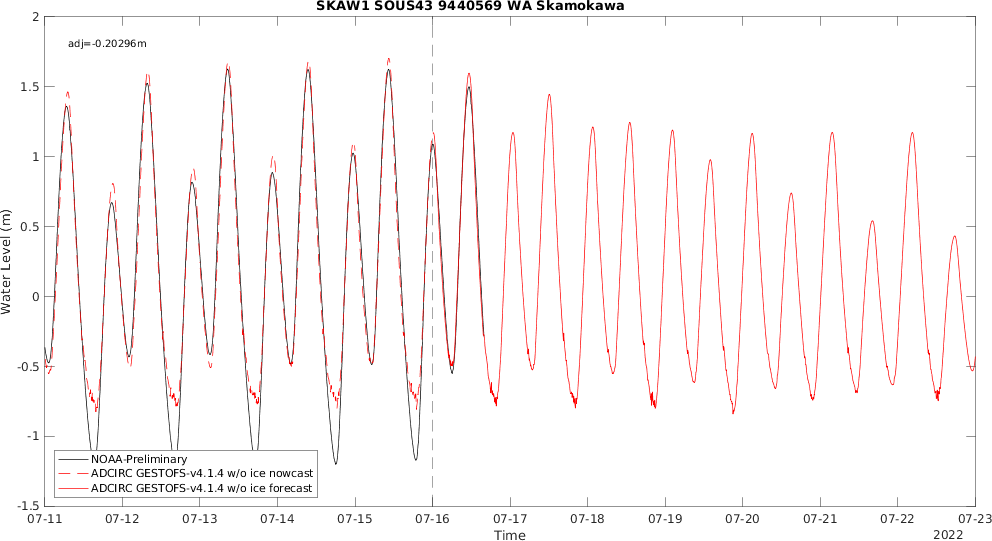 SKAW1 SOUS43 9440569 WA Skamokawa
adj=-0.20296m
Water Level (m)
2
1.5
1
0.5
0
-0.5
-1
-1.5
NOAA-Preliminary
ADCIRC GESTOFS-v4.1.4 w/o ice nowcast
ADCIRC GESTOFS-v4.1.4 w/o ice forecast
07-11 07-12 07-13 07-14 07-15 07-16 07-17 07-18 07-19 07-20 07-21 07-22 07-23
Time
2022